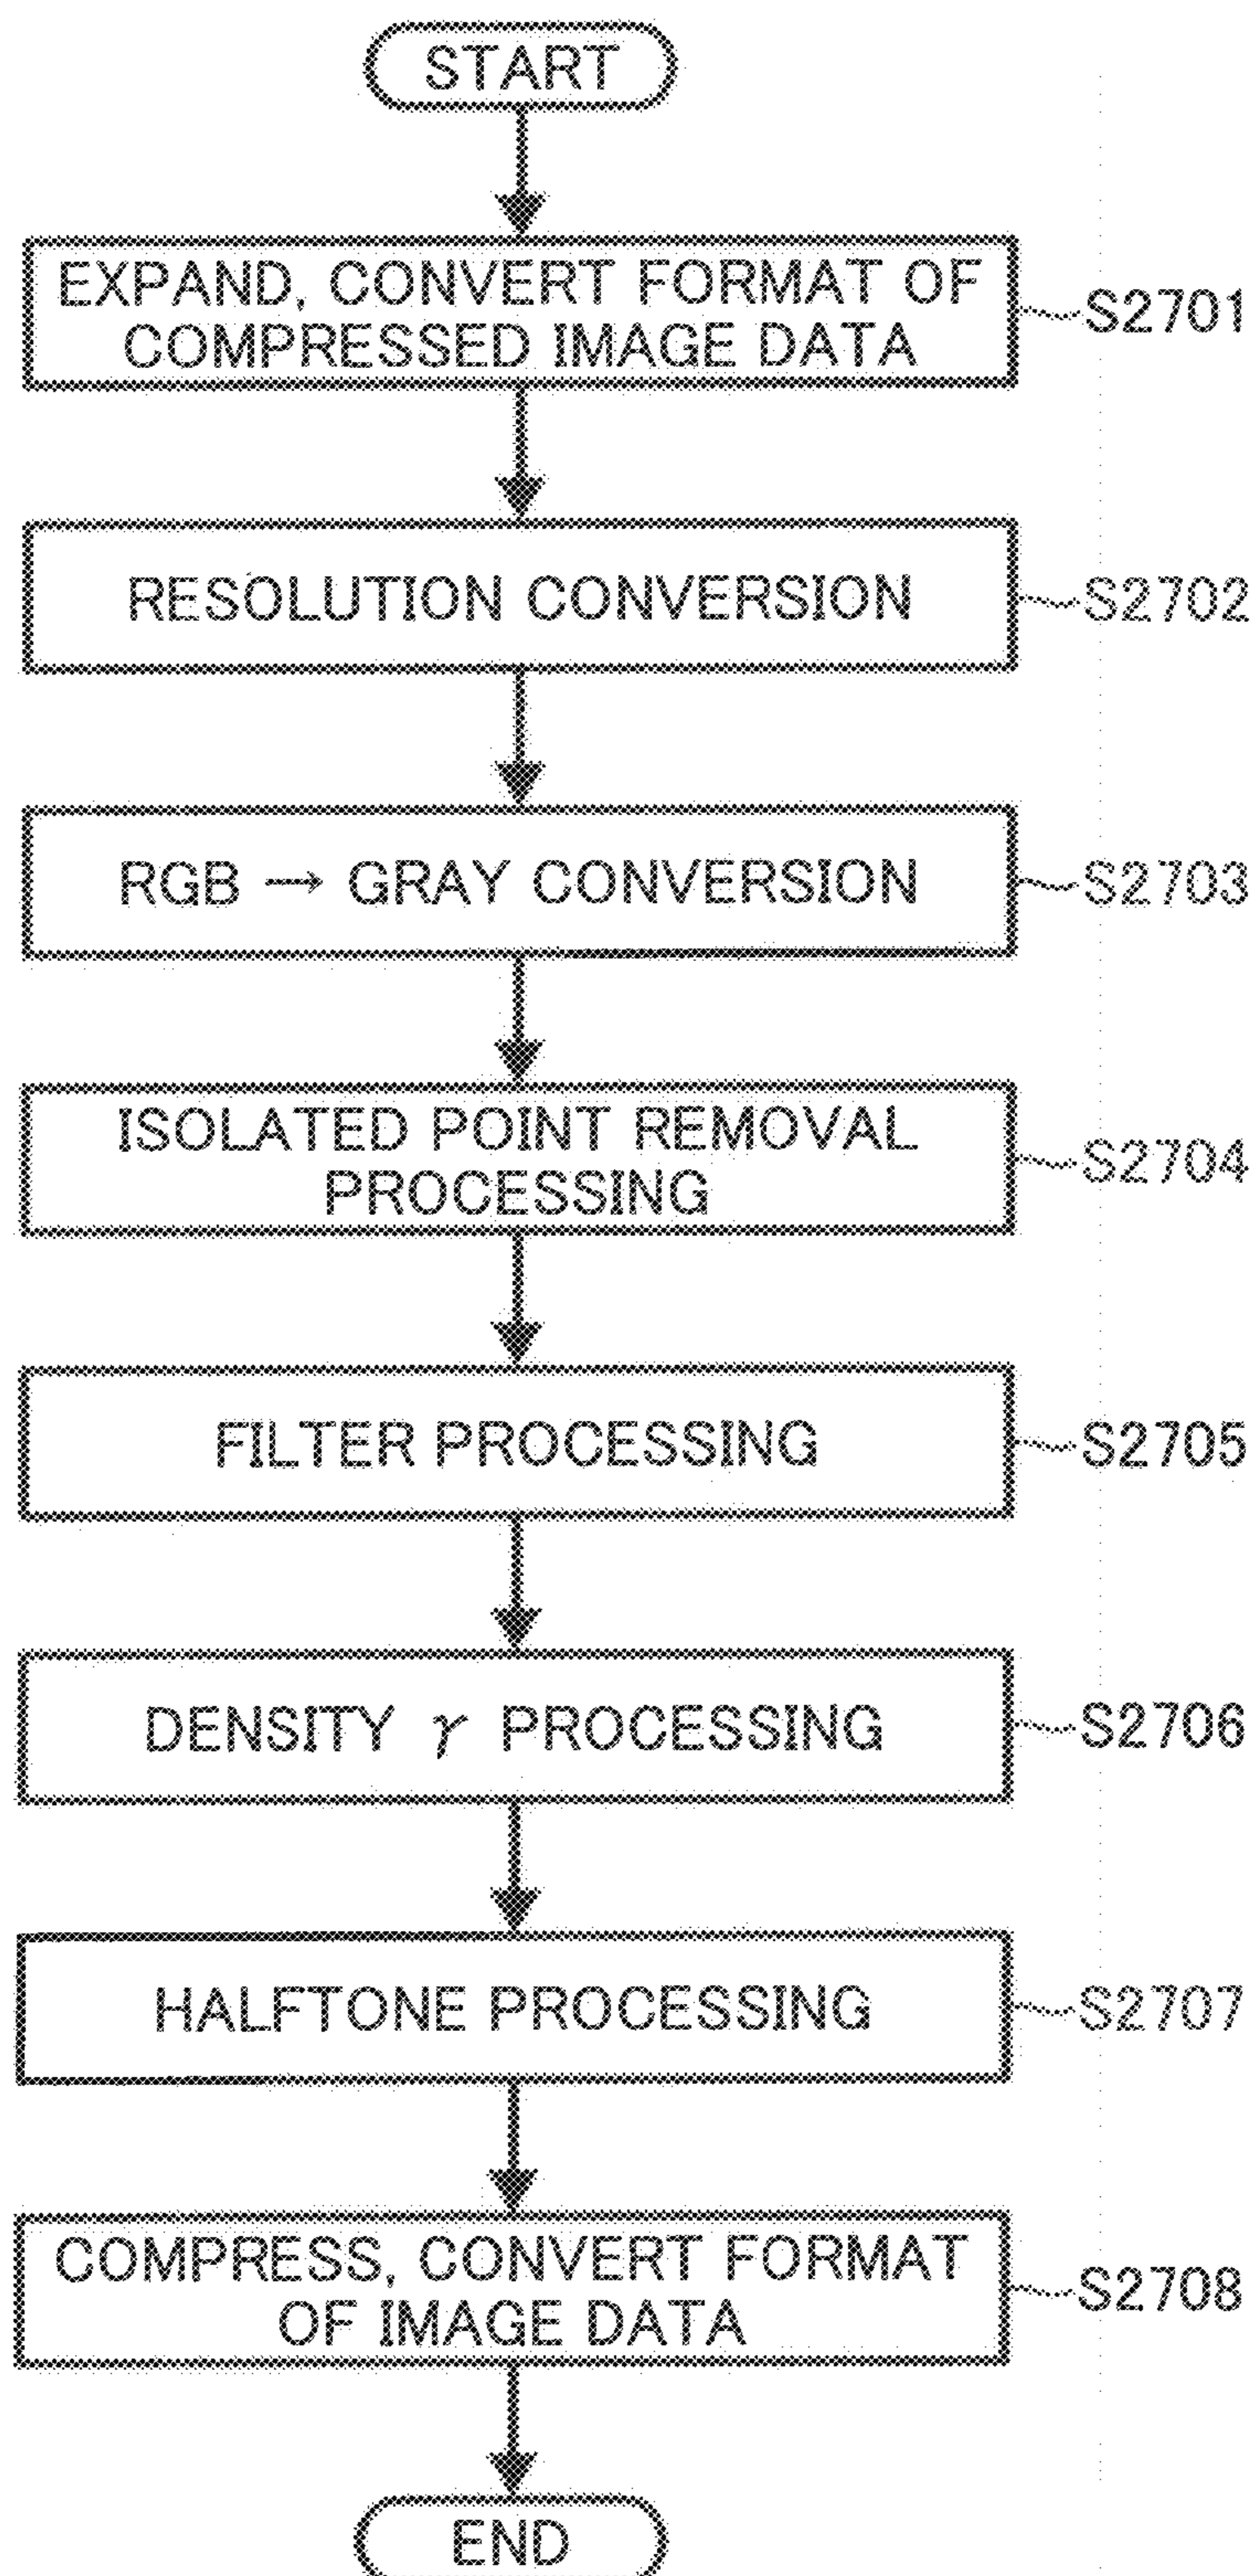 START
EXPAND, CONVERT FORMAT OF
COMPRESSED IMAGE DATA
S2701
RESOLUTION CONVERSION
S2702
RGB → GRAY CONVERSION
S2703
ISOLATED POINT REMOVAL
PROCESSING
S2704
FILTER PROCESSING
S2705
DENSITY γ PROCESSING
S2706
HALFTONE PROCESSING
S2707
COMPRESS, CONVERT FORMAT
OF IMAGE DATA
S2708
END